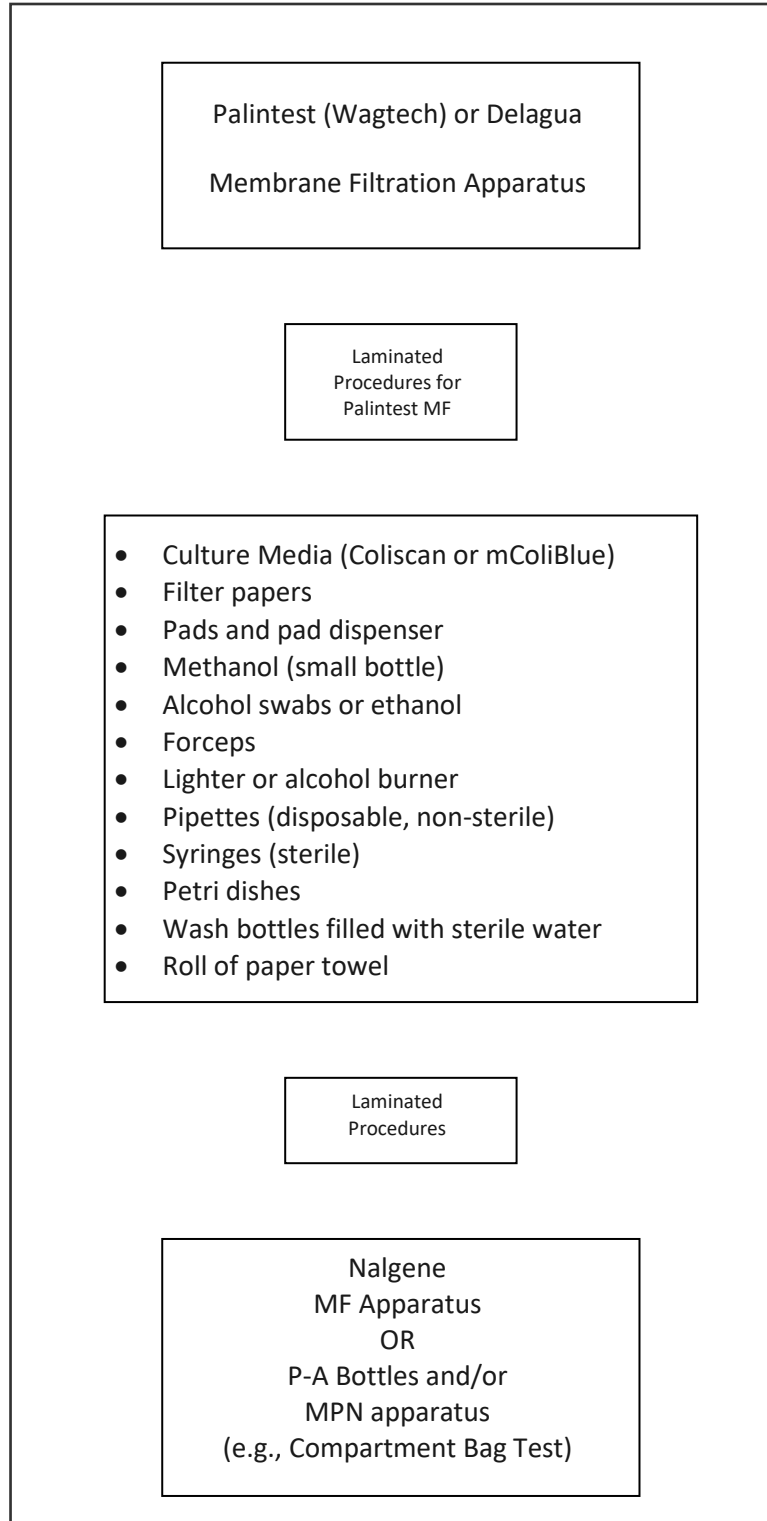 Palintest (Wagtech) or Delagua
Membrane Filtration Apparatus
Laminated
Procedures for
Palintest MF
• Culture Media (Coliscan or mColiBlue)
• Filter papers
• Pads and pad dispenser
• Methanol (small bottle)
• Alcohol swabs or ethanol
• Forceps
• Lighter or alcohol burner
• Pipettes (disposable, non-sterile)
• Syringes (sterile)
• Petri dishes
• Wash bottles filled with sterile water
• Roll of paper towel
Laminated
Procedures
Nalgene
MF Apparatus
OR
P-A Bottles and/or
MPN apparatus
(e.g., Compartment Bag Test)